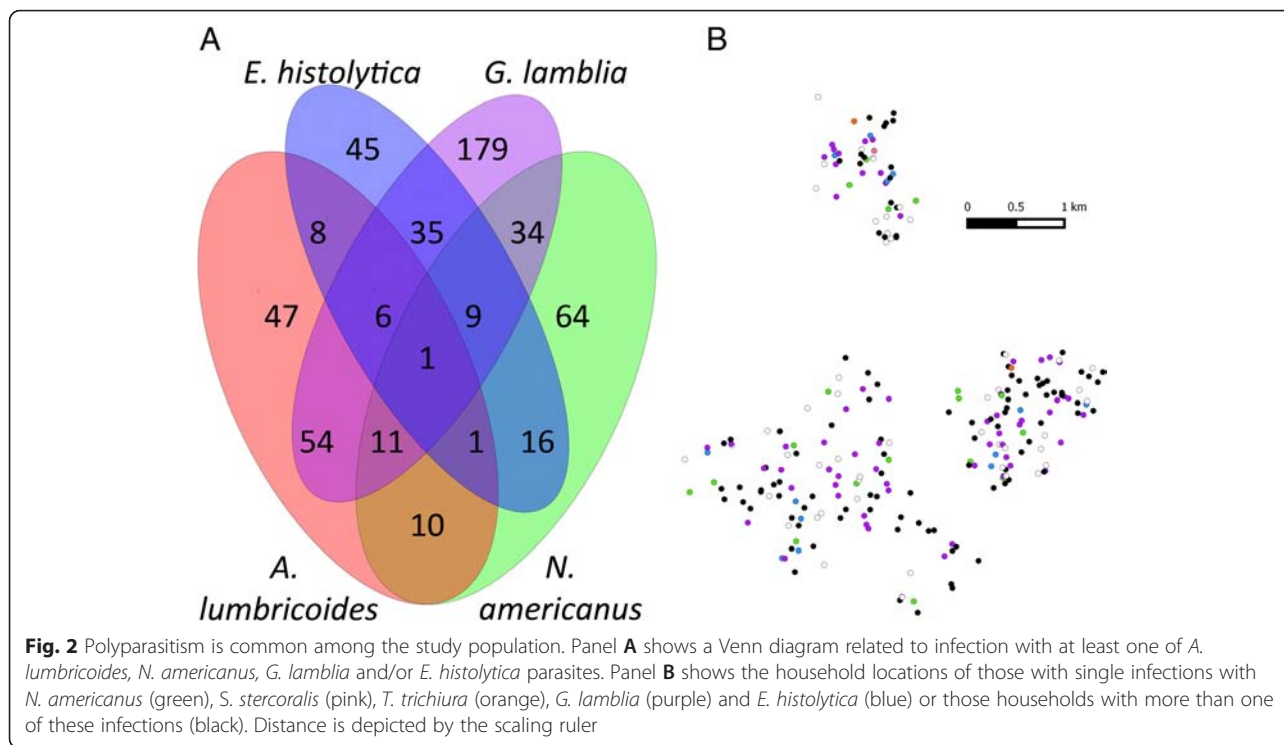 A
B
E. histolytica
G. lamblia
45
179
8
35
34
47
6
9
64
1
54
11
1
16
10
A.
lumbricoides
N.
americanus
0 0.5 1 km
Fig. 2 Polyparasitism is common among the study population. Panel A shows a Venn diagram related to infection with at least one of A.
lumbricoides, N. americanus, G. lamblia and/or E. histolytica parasites. Panel B shows the household locations of those with single infections with
N. americanus (green), S. stercoralis (pink), T. trichiura (orange), G. lamblia (purple) and E. histolytica (blue) or those households with more than one
of these infections (black). Distance is depicted by the scaling ruler